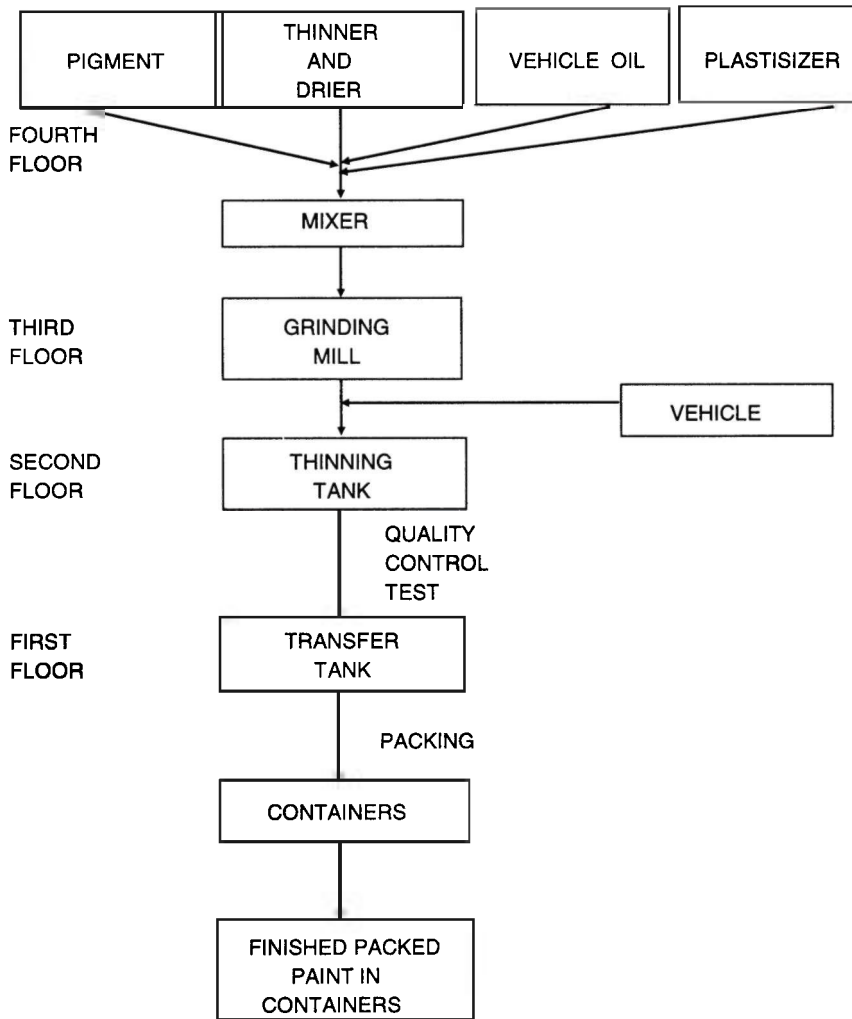 PIGMENT
THINNER
AND
DRIER
VEHICLE OIL
PLASTISIZER
FOURTH
FLOOR
MIXER
THIRD
FLOOR
GRINDING
MILL
VEHICLE
SECOND
FLOOR
THINNING
TANK
QUALITY
CONTROL
TEST
FIRST
FLOOR
TRANSFER
TANK
PACKING
CONTAINERS
FINISHED PACKED
PAINT IN
CONTAINERS